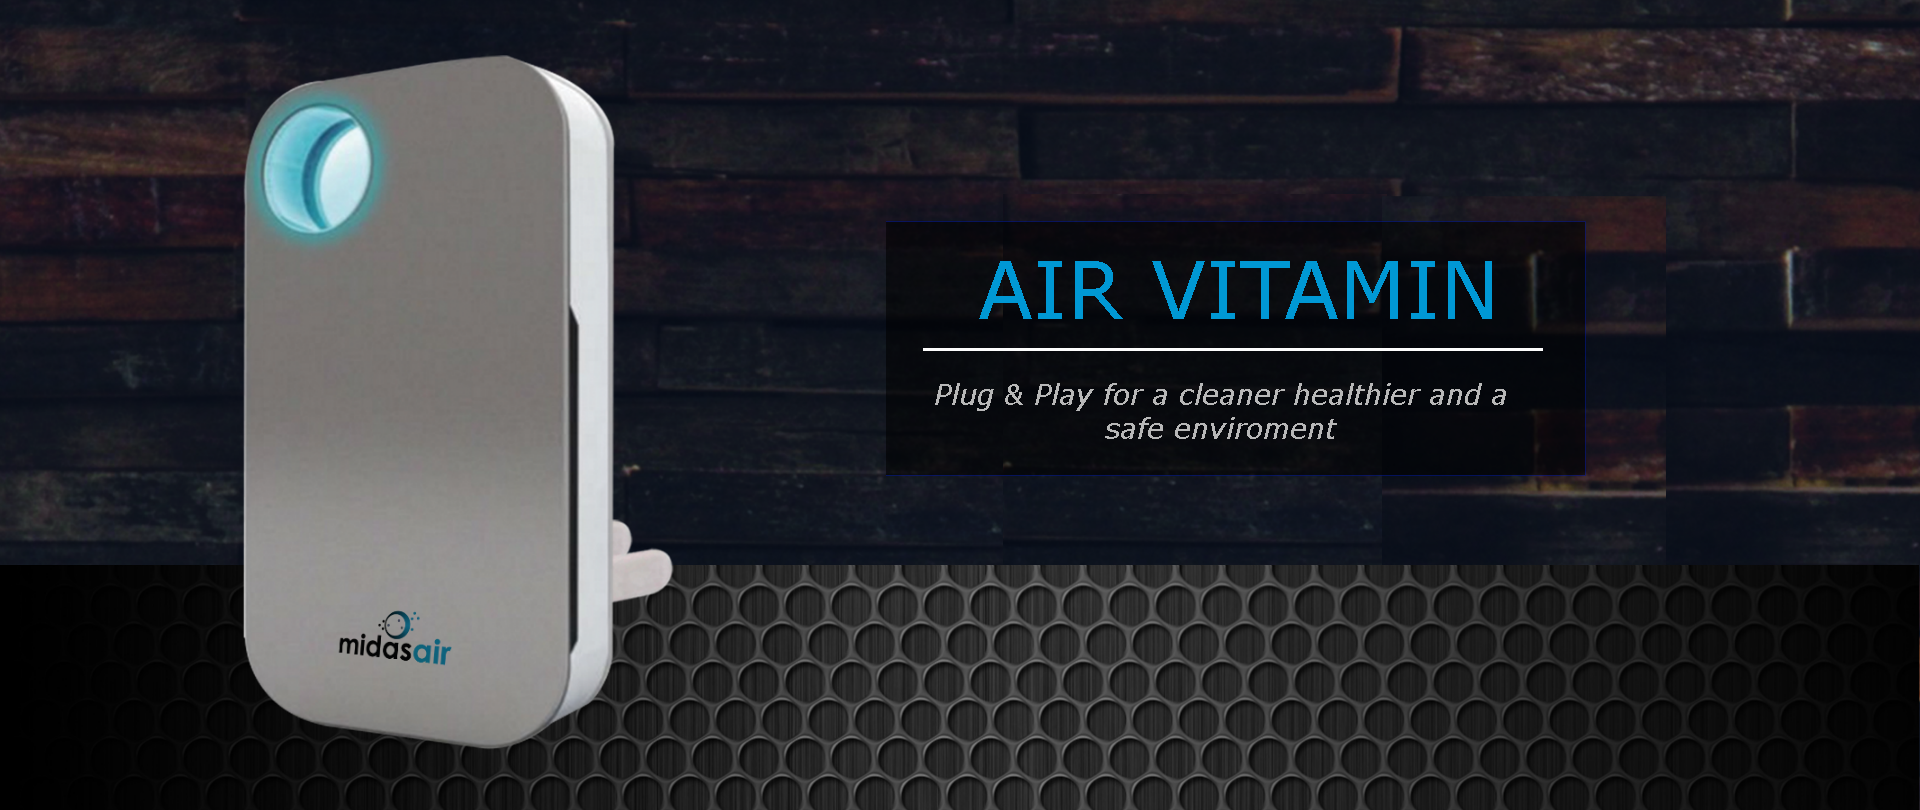 AIR VITAMIN
Plug & Play for a cleaner healthier and a
safe enviroment
midasair